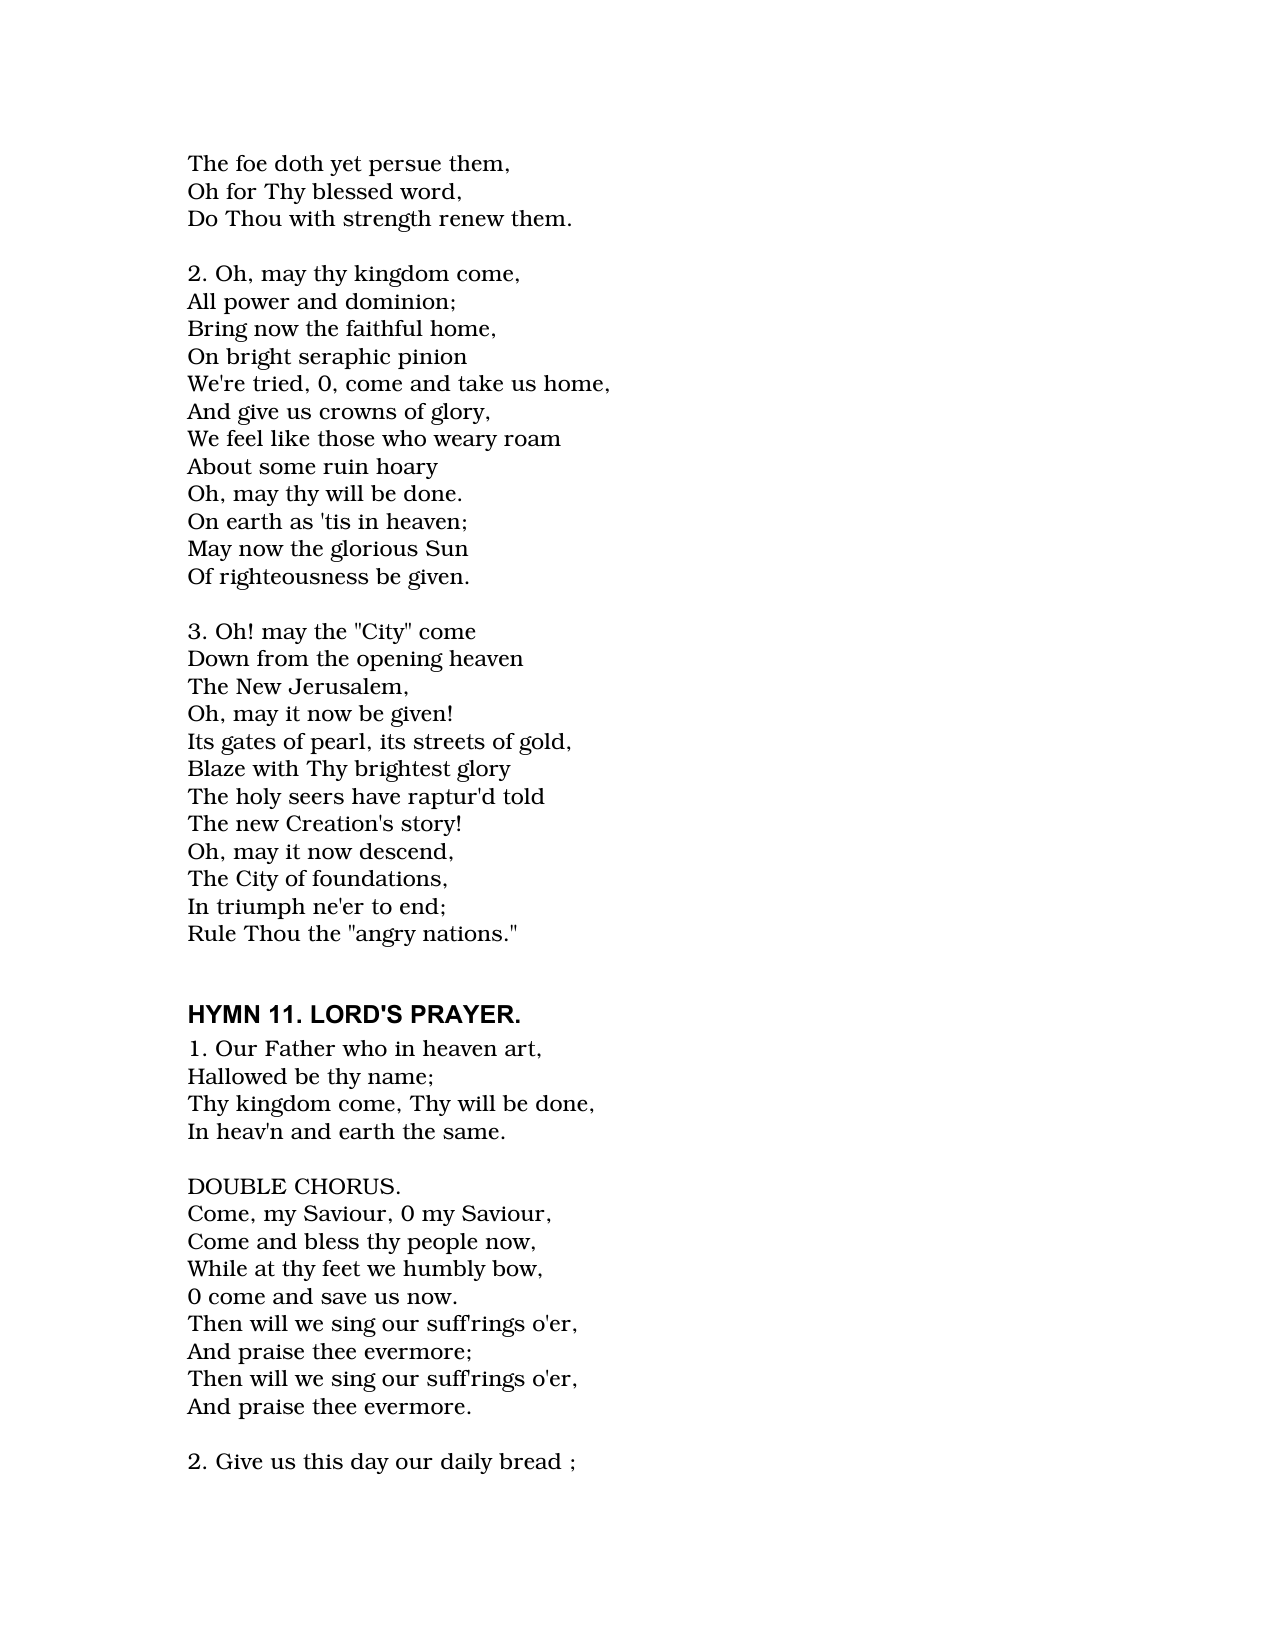 The foe doth yet persue them,
Oh for Thy blessed word,
Do Thou with strength renew them.

2. Oh, may thy kingdom come,
All power and dominion;
Bring now the faithful home,
On bright seraphic pinion
We're tried, 0, come and take us home,
And give us crowns of glory,
We feel like those who weary roam
About some ruin hoary
Oh, may thy will be done.
On earth as 'tis in heaven;
May now the glorious Sun
Of righteousness be given.

3. Oh! may the "City" come
Down from the opening heaven
The New Jerusalem,
Oh, may it now be given!
Its gates of pearl, its streets of gold,
Blaze with Thy brightest glory
The holy seers have raptur'd told
The new Creation's story!
Oh, may it now descend,
The City of foundations,
In triumph ne'er to end;
Rule Thou the "angry nations."

HYMN 11. LORD'S PRAYER.
1. Our Father who in heaven art,
Hallowed be thy name;
Thy kingdom come, Thy will be done,
In heav'n and earth the same.

DOUBLE CHORUS.
Come, my Saviour, 0 my Saviour,
Come and bless thy people now,
While at thy feet we humbly bow,
0 come and save us now.
Then will we sing our suff'rings o'er,
And praise thee evermore;
Then will we sing our suff'rings o'er,
And praise thee evermore.

2. Give us this day our daily bread ;